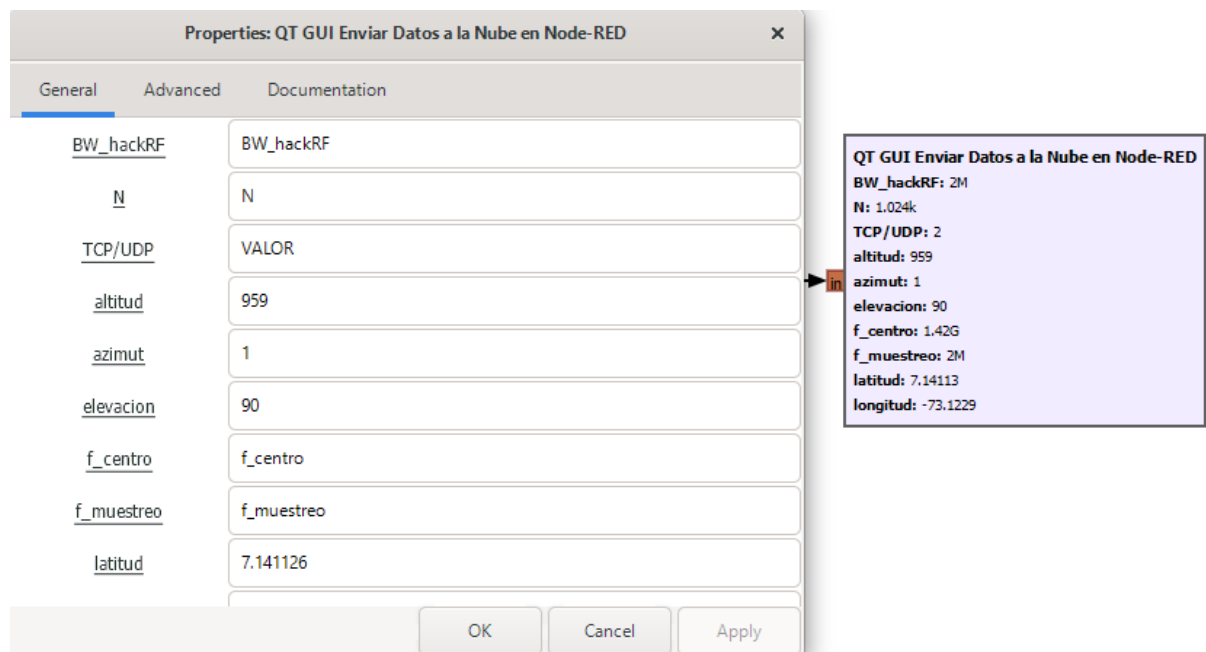 Properties: QT GUI Enviar Datos a la Nube en Node-RED ×
General Advanced Documentation
BW_hackRF BW_hackRF
N N
TCP/UDP VALOR
altitud 959
azimut 1
elevacion 90
f_centro f_centro
f_muestreo f_muestreo
latitud 7.141126
OK Cancel Apply
in
QT GUI Enviar Datos a la Nube en Node-RED
BW_hackRF: 2M
N: 1.024k
TCP/UDP: 2
altitud: 959
azimut: 1
elevacion: 90
f_centro: 1.42G
f_muestreo: 2M
latitud: 7.14113
longitud: -73.1229